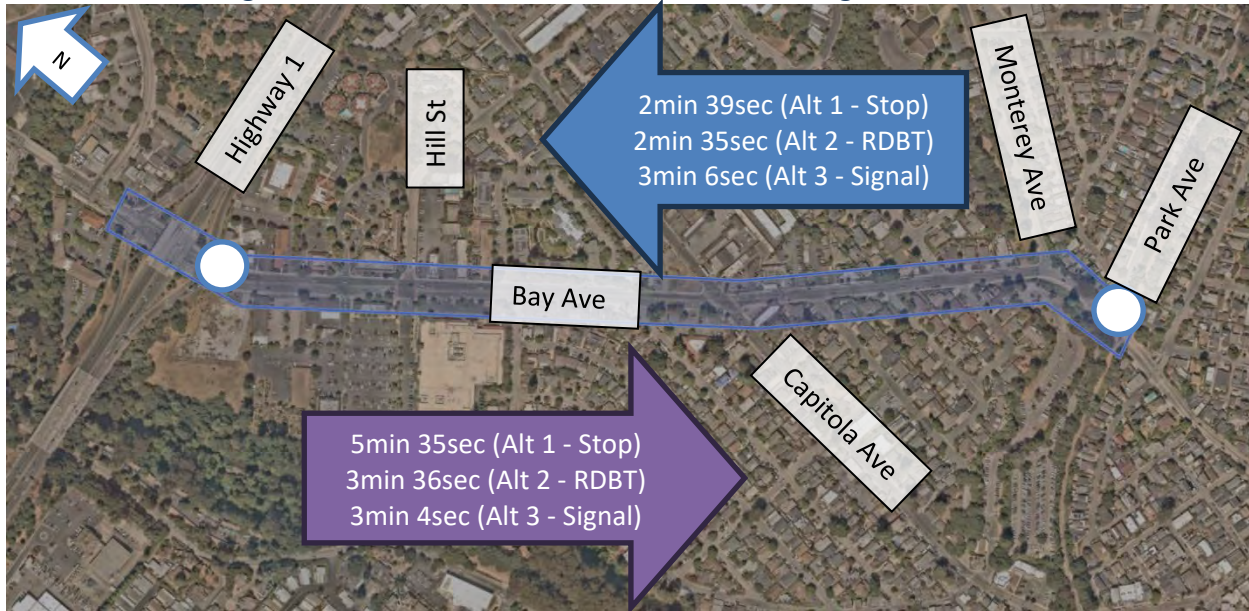 N
Highway 1
Hill St
2min 39sec (Alt 1 - Stop)
2min 35sec (Alt 2 - RDBT)
3min 6sec (Alt 3 - Signal)
Monterey Ave
Park Ave
Bay Ave
Capitola Ave
5min 35sec (Alt 1 - Stop)
3min 36sec (Alt 2 - RDBT)
3min 4sec (Alt 3 - Signal)